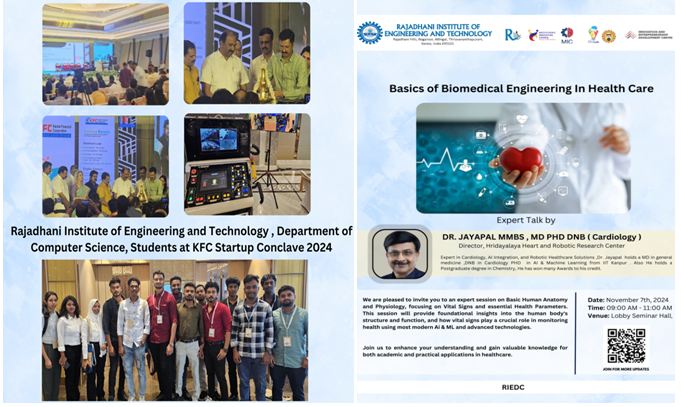 KFC
Rajadhani Institute of Engineering and Technology , Department of
Computer Science, Students at KFC Startup Conclave 2024
RAJADHANI INSTITUTE OF
ENGINEERING AND TECHNOLOGY
MIC
Basics of Biomedical Engineering In Health Care
Expert Talk by
DR. JAYAPAL MMBS , MD PHD DNB ( Cardiology )
Director, Hridayalaya Heart and Robotic Research Center
Expert in Cardiology, AI Integration, and Robotic Healthcare Solutions ,Dr. Jayapal holds a MD in general
medicine ,DNB in Cardiology PHD in AI & Machine Learning from IIT Kanpur . Also He holds a
Postgraduate degree in Chemistry, He has won many Awards to his credit.
We are pleased to invite you to an expert session on Basic Human Anatomy
and Physiology, focusing on Vital Signs and essential Health Parameters.
This session will provide foundational insights into the human body's
structure and function, and how vital signs play a crucial role in monitoring
health using most modern Ai & ML and advanced technologies.
Join us to enhance your understanding and gain valuable knowledge for
both academic and practical applications in healthcare.
Date: November 7th, 2024
Time: 09:00 AM - 11:00 AM
Venue: Lobby Seminar Hall,
JOIN FOR MORE UPDATES
RIEDC